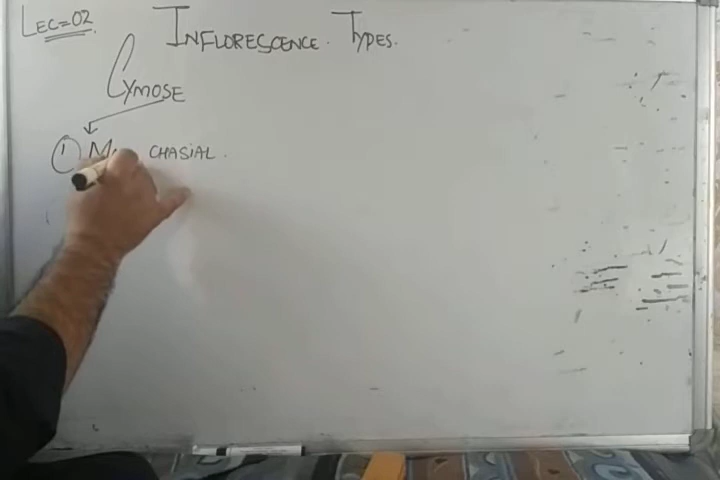 LEC=02.
INFLORESCENCE. TYPES.
CYMOSE
1 CHASIAL.